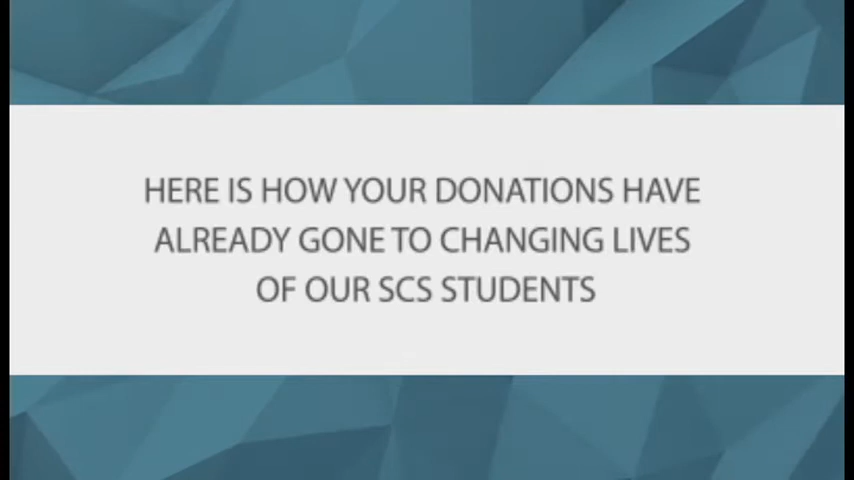 HERE IS HOW YOUR DONATIONS HAVE
ALREADY GONE TO CHANGING LIVES
OF OUR SCS STUDENTS